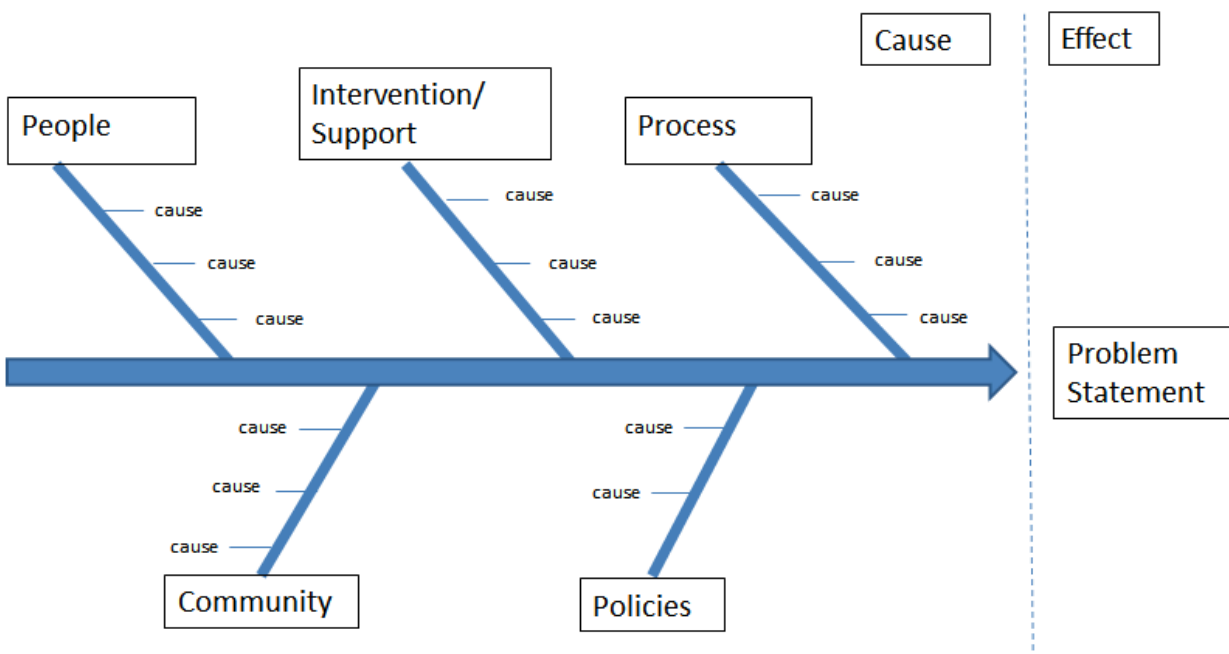 Cause
Effect
People
Intervention/
Support
Process
cause
cause
cause
cause
cause
cause
cause
cause
cause
Problem
Statement
cause
cause
cause
cause
cause
Community
Policies